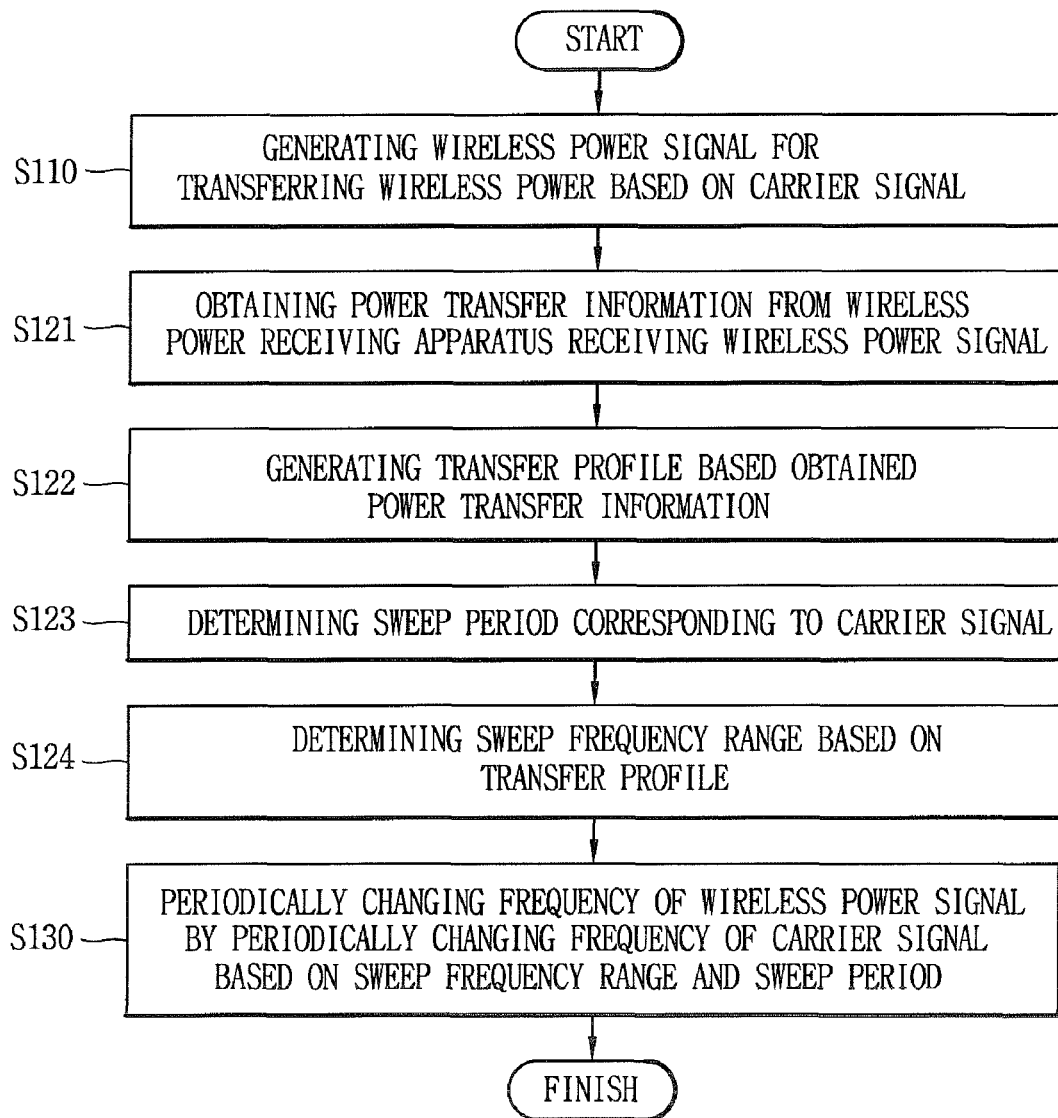 START
S110
GENERATING WIRELESS POWER SIGNAL FOR
TRANSFERRING WIRELESS POWER BASED ON CARRIER SIGNAL
S121
OBTAINING POWER TRANSFER INFORMATION FROM WIRELESS
POWER RECEIVING APPARATUS RECEIVING WIRELESS POWER SIGNAL
S122
GENERATING TRANSFER PROFILE BASED OBTAINED
POWER TRANSFER INFORMATION
S123
DETERMINING SWEEP PERIOD CORRESPONDING TO CARRIER SIGNAL
S124
DETERMINING SWEEP FREQUENCY RANGE BASED ON
TRANSFER PROFILE
S130
PERIODICALLY CHANGING FREQUENCY OF WIRELESS POWER SIGNAL
BY PERIODICALLY CHANGING FREQUENCY OF CARRIER SIGNAL
BASED ON SWEEP FREQUENCY RANGE AND SWEEP PERIOD
FINISH